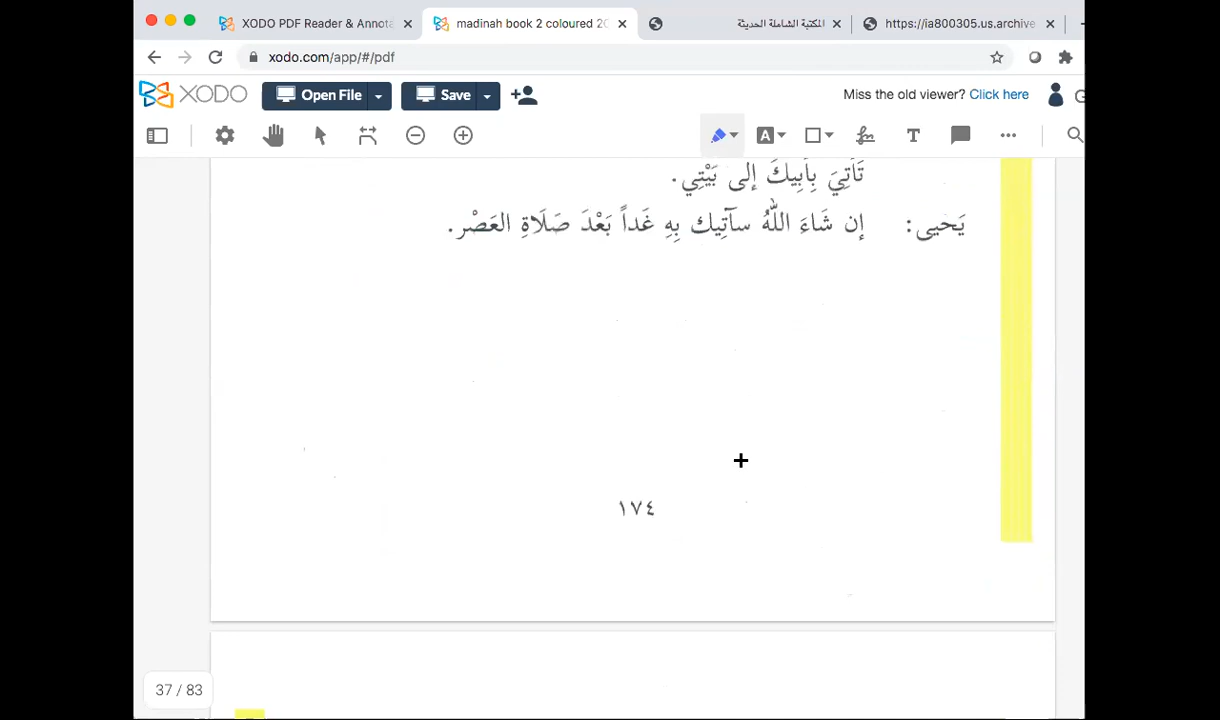 XODO PDF Reader & Annota
madinah book 2 coloured 20
المكتبة الشاملة الحديثة
https://ia800305.us.archive
xodo.com/app/#/pdf
XODO
Open File
Save
Miss the old viewer? Click here
تَأْتِيَ بِأَبِيكَ إلى بَيْتِي.
يَحْيى: إن شَاءَ اللهُ سآتِيك بِهِ غَداً بَعْدَ صَلَاةِ العَصْر.
١٧٤
37 / 83